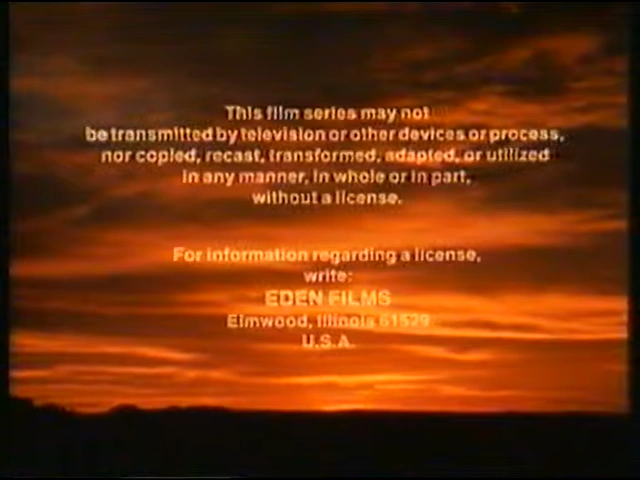 This film series may not
be transmitted by television or other devices or process,
nor copied, recast, transformed, adapted, or utilized
in any manner, in whole or in part,
without a license.
For information regarding a license,
write:
EDEN FILMS
Elmwood, Illinois 61529
U.S.A.